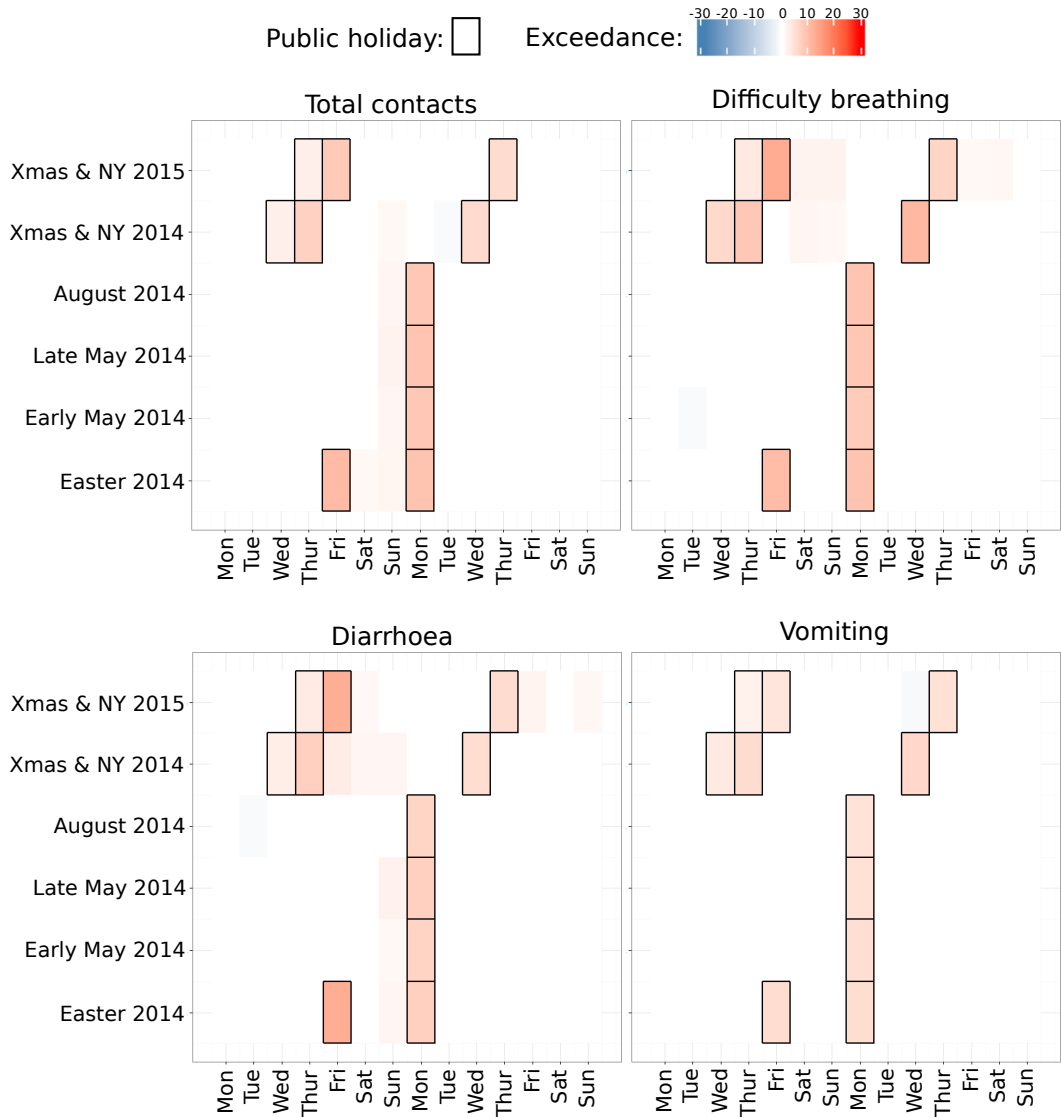 -30 -20 -10 0 10 20 30
Public holiday: Exceedance:
Total contacts
Difficulty breathing
Xmas & NY 2015
Xmas & NY 2014
August 2014
Late May 2014
Early May 2014
Easter 2014
Mon Tue Wed Thur Fri Sat Sun Mon Tue Wed Thur Fri Sat Sun
Mon Tue Wed Thur Fri Sat Sun Mon Tue Wed Thur Fri Sat Sun
Diarrhoea
Vomiting
Xmas & NY 2015
Xmas & NY 2014
August 2014
Late May 2014
Early May 2014
Easter 2014
Mon Tue Wed Thur Fri Sat Sun Mon Tue Wed Thur Fri Sat Sun
Mon Tue Wed Thur Fri Sat Sun Mon Tue Wed Thur Fri Sat Sun